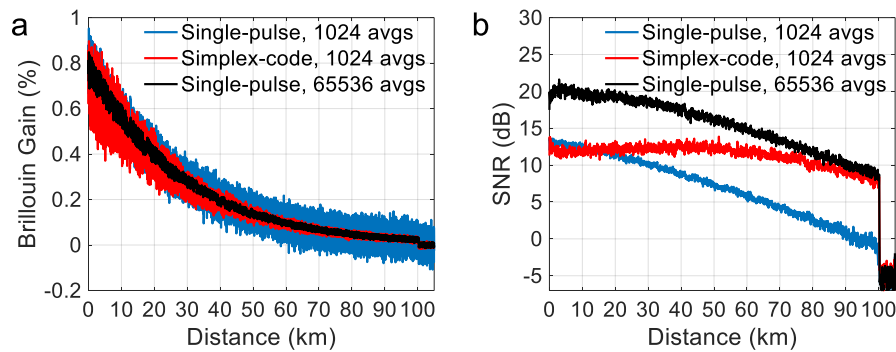 a
1
0.8
0.6
0.4
0.2
0
-0.2
Brillouin Gain (%)
Single-pulse, 1024 avgs
Simplex-code, 1024 avgs
Single-pulse, 65536 avgs
0 10 20 30 40 50 60 70 80 90 100
Distance (km)
b
30
25
20
15
10
5
0
-5
SNR (dB)
Single-pulse, 1024 avgs
Simplex-code, 1024 avgs
Single-pulse, 65536 avgs
0 10 20 30 40 50 60 70 80 90 100
Distance (km)